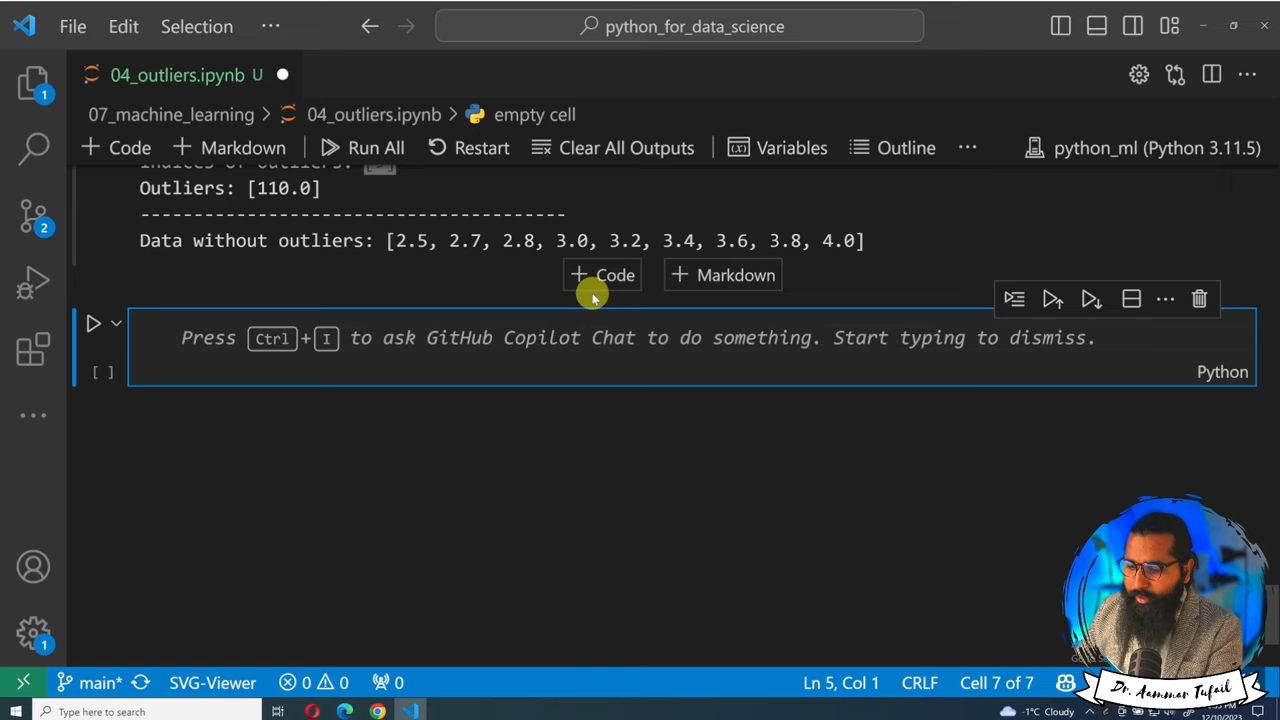 File Edit Selection ··· python_for_data_science
04_outliers.ipynb U
07_machine_learning > 04_outliers.ipynb > empty cell
+ Code + Markdown Run All Restart Clear All Outputs Variables Outline ··· python_ml (Python 3.11.5)
Indices of outliers:
Outliers: [110.0]
----------------------------------------
Data without outliers: [2.5, 2.7, 2.8, 3.0, 3.2, 3.4, 3.6, 3.8, 4.0]
+ Code + Markdown
Press Ctrl+I to ask GitHub Copilot Chat to do something. Start typing to dismiss.
[ ] Python
1
2
1
main* SVG-Viewer 0 0 0 Ln 5, Col 1 CRLF Cell 7 of 7
Dr. Aammar Tufail
Type here to search -1°C Cloudy 12/10/2023